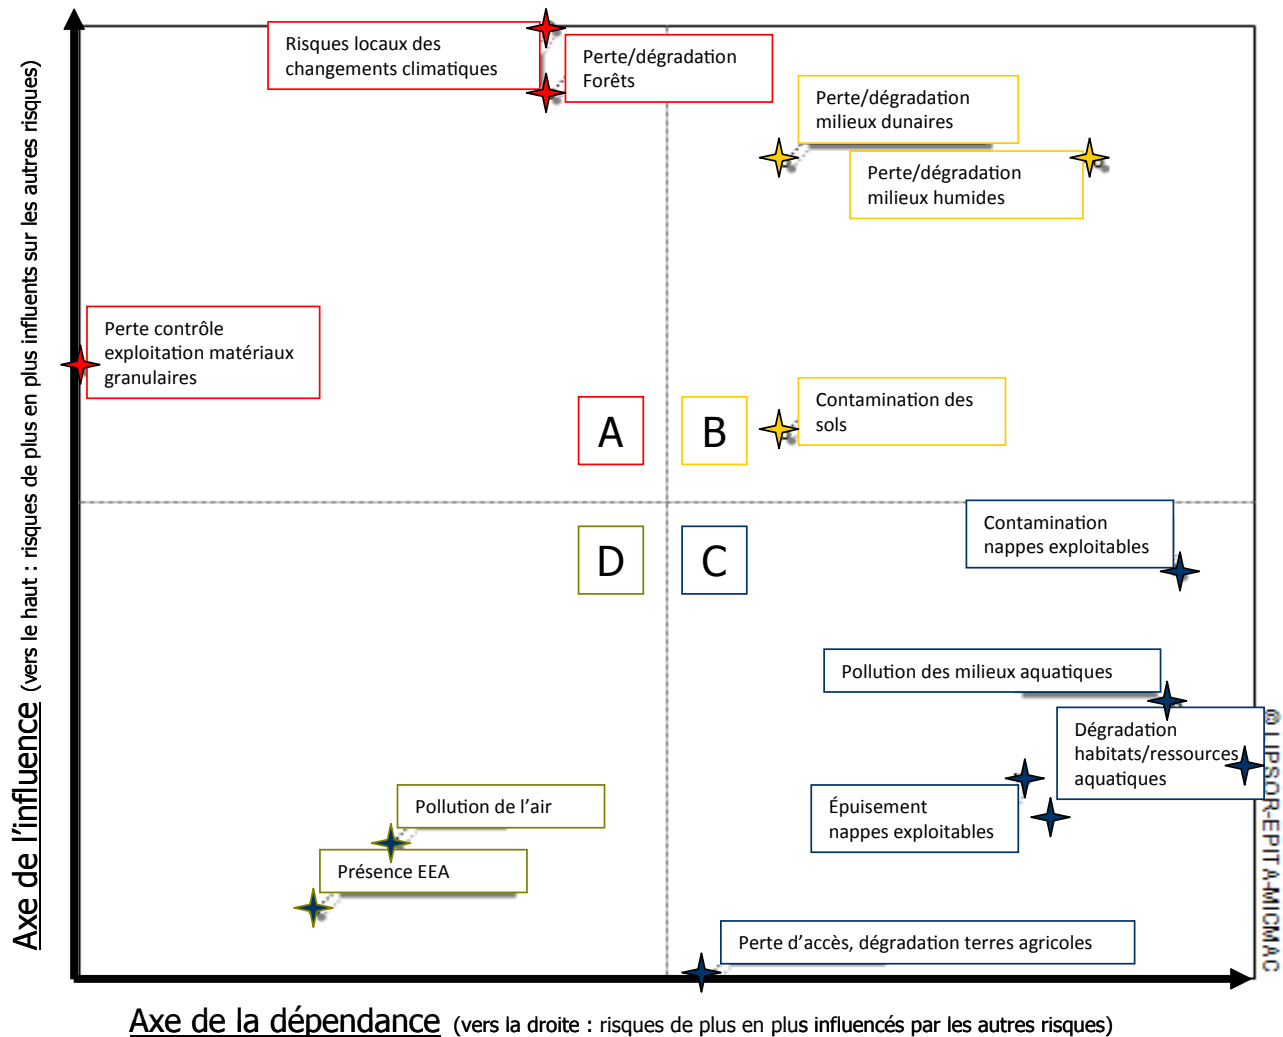 Risques locaux des
changements climatiques
Perte/dégradation
Forêts
Perte/dégradation
milieux dunaires
Perte/dégradation
milieux humides
Perte contrôle
exploitation matériaux
granulaires
Contamination des
sols
A
B
D
C
Contamination
nappes exploitables
Pollution des milieux aquatiques
Dégradation
habitats/ressources
aquatiques
Épuisement
nappes exploitables
Pollution de l'air
Présence EEA
Perte d'accès, dégradation terres agricoles
Axe de l'influence (vers le haut : risques de plus en plus influents sur les autres risques)
Axe de la dépendance (vers la droite : risques de plus en plus influencés par les autres risques)
© LIPSOR-EPITA-MICMAC